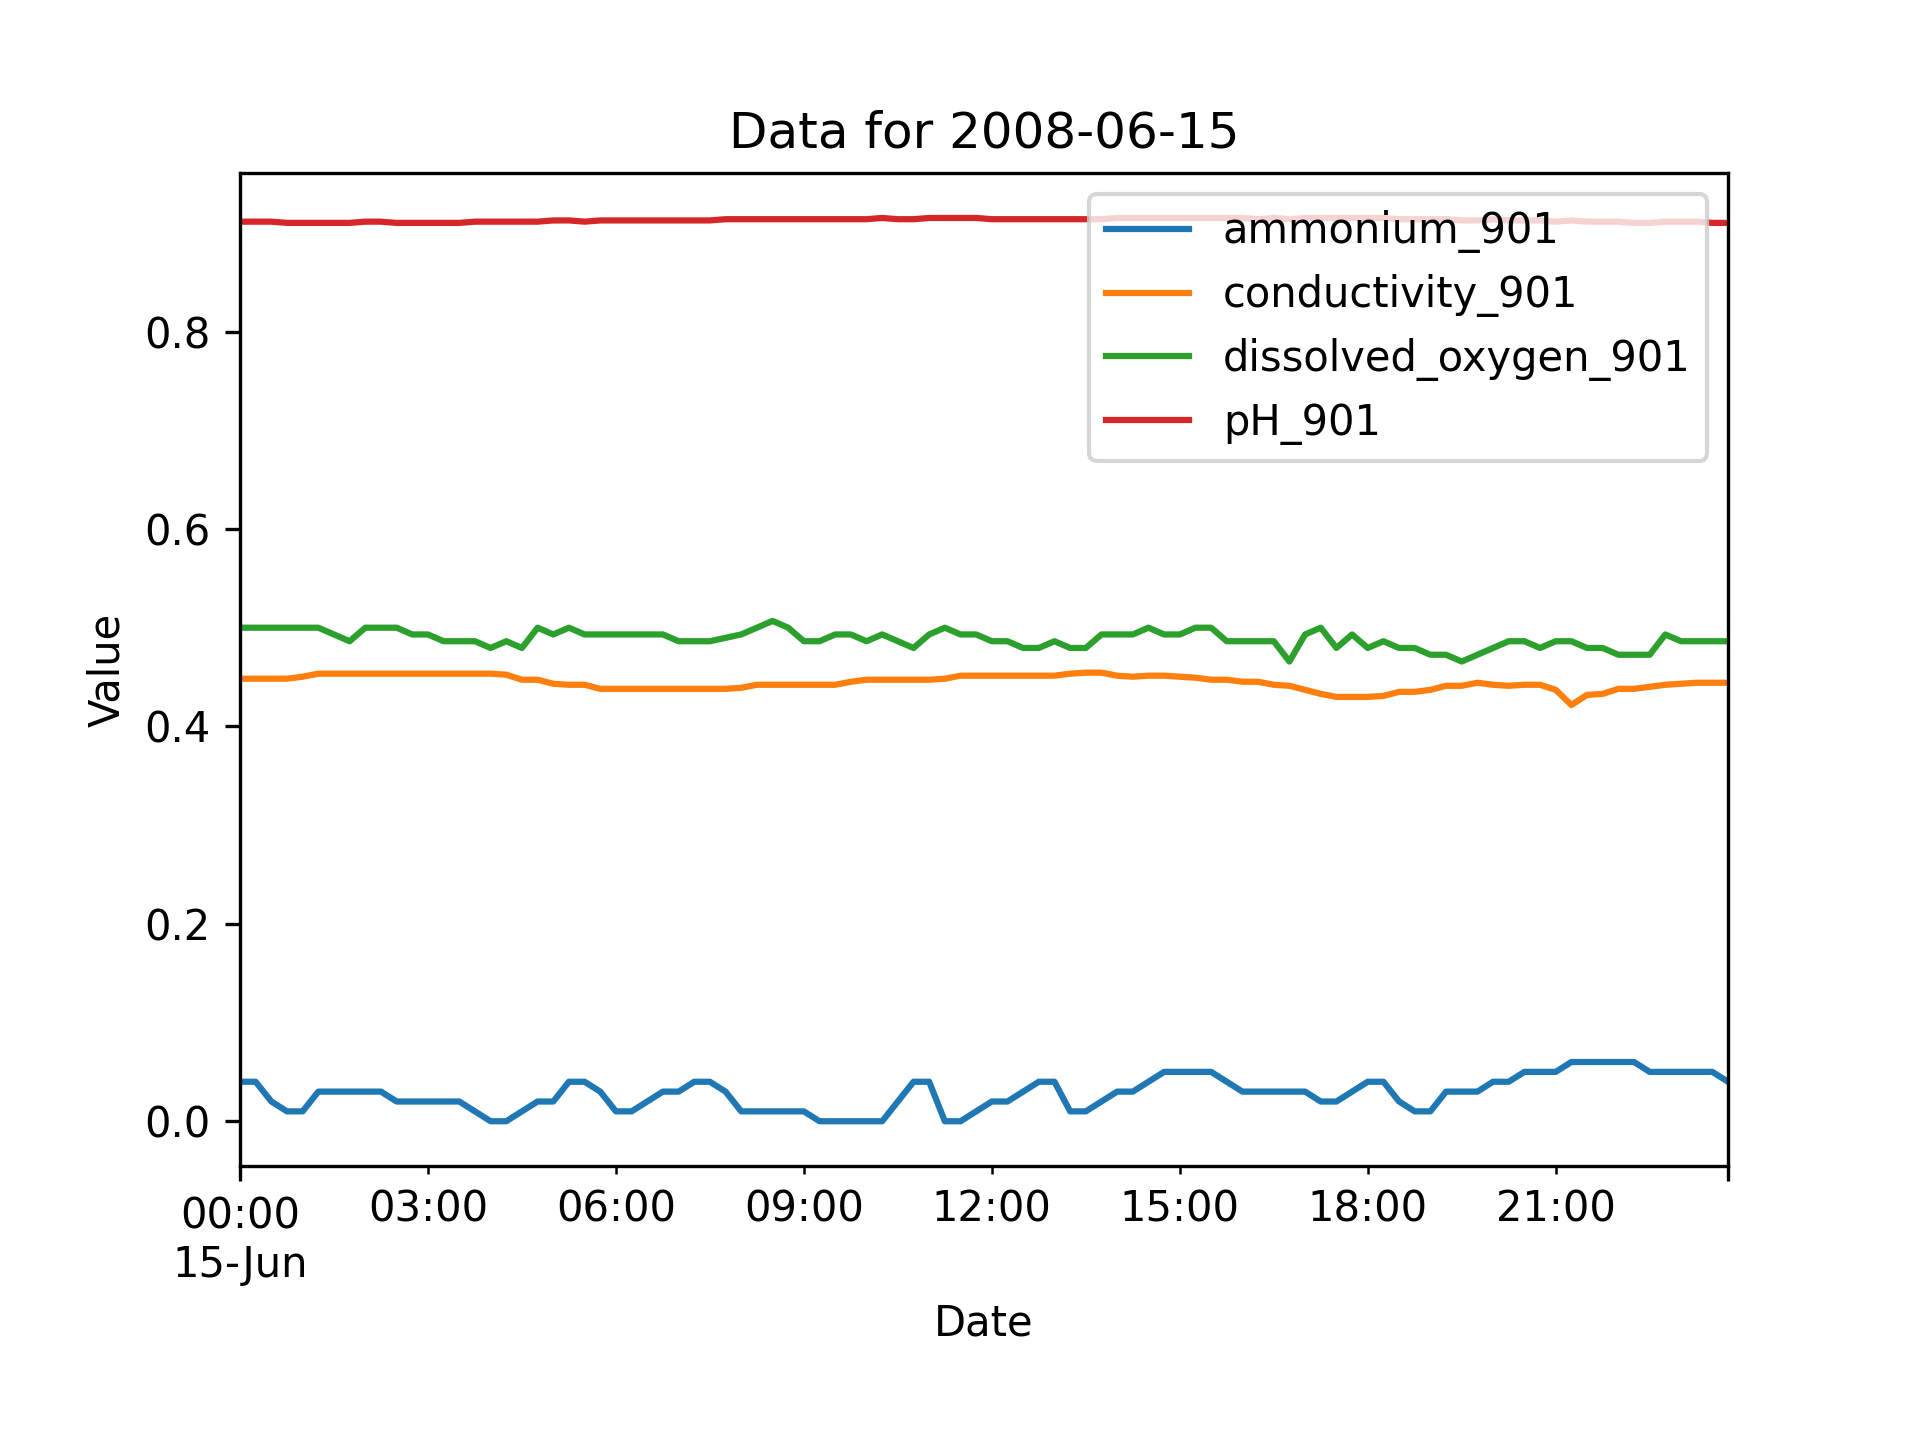 Data for 2008-06-15
ammonium_901
conductivity_901
dissolved_oxygen_901
pH_901
Value
0.8
0.6
0.4
0.2
0.0
00:00 03:00 06:00 09:00 12:00 15:00 18:00 21:00
15-Jun
Date